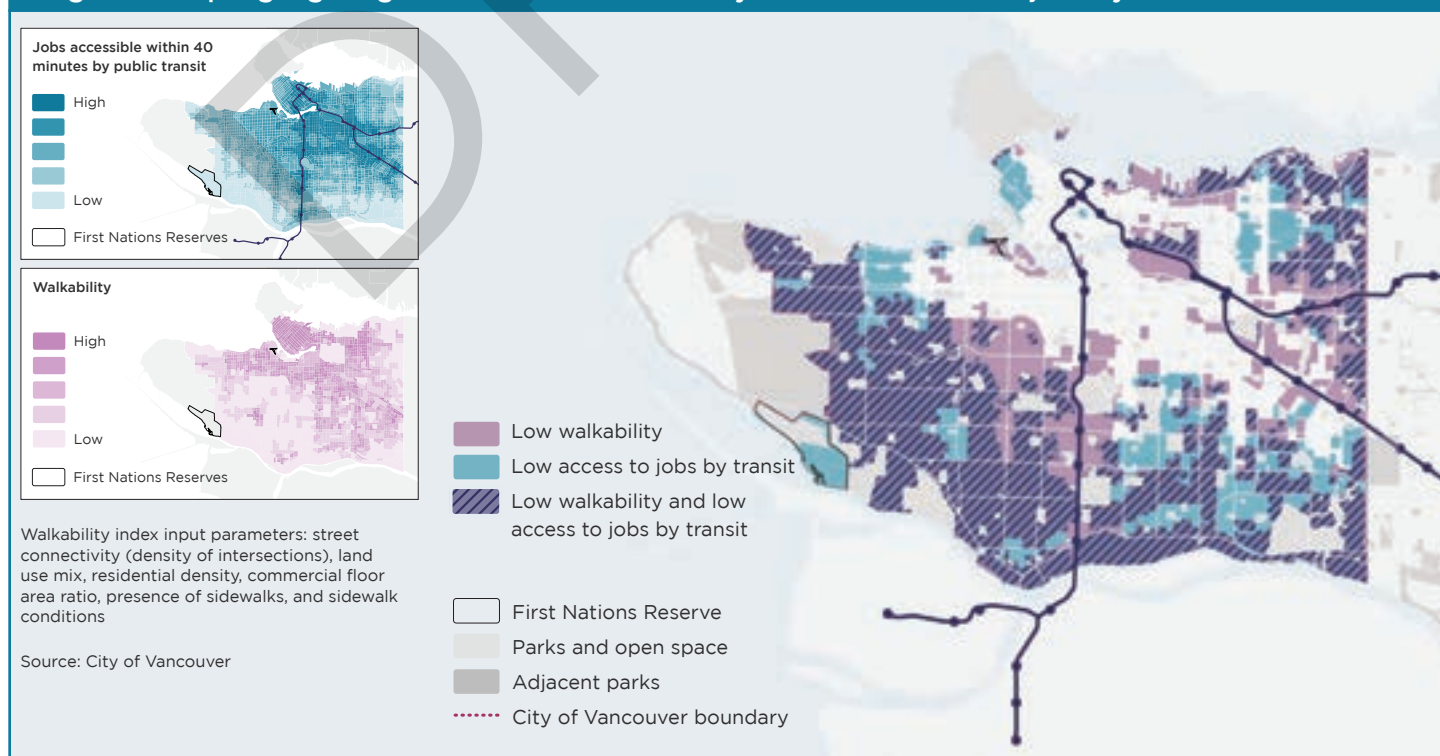 Jobs accessible within 40
minutes by public transit
High
Low
First Nations Reserves
Walkability
High
Low
First Nations Reserves
Walkability index input parameters: street
connectivity (density of intersections), land
use mix, residential density, commercial floor
area ratio, presence of sidewalks, and sidewalk
conditions
Source: City of Vancouver
Low walkability
Low access to jobs by transit
Low walkability and low
access to jobs by transit
First Nations Reserve
Parks and open space
Adjacent parks
City of Vancouver boundary